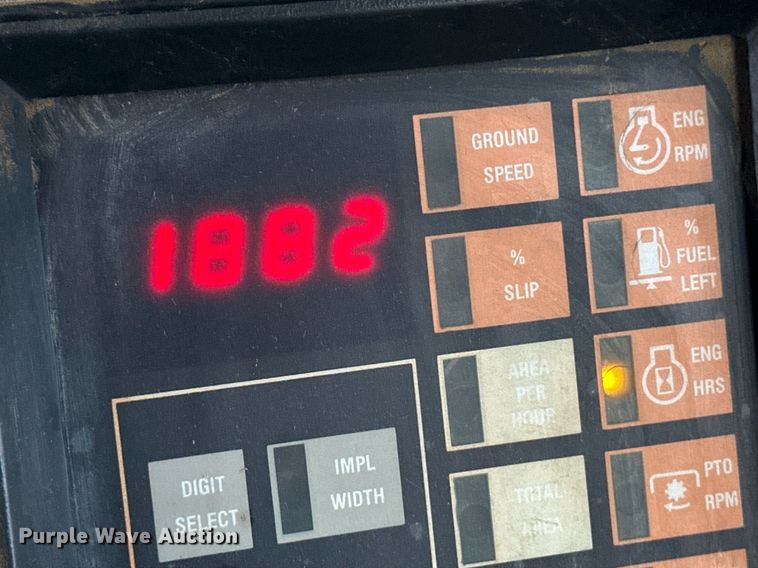 GROUND
SPEED
ENG
RPM
1882
%
SLIP
%
FUEL
LEFT
AREA
PER
HOUR
ENG
HRS
DIGIT
SELECT
IMPL
WIDTH
TOTAL
AREA
PTO
RPM
Purple Wave Auction